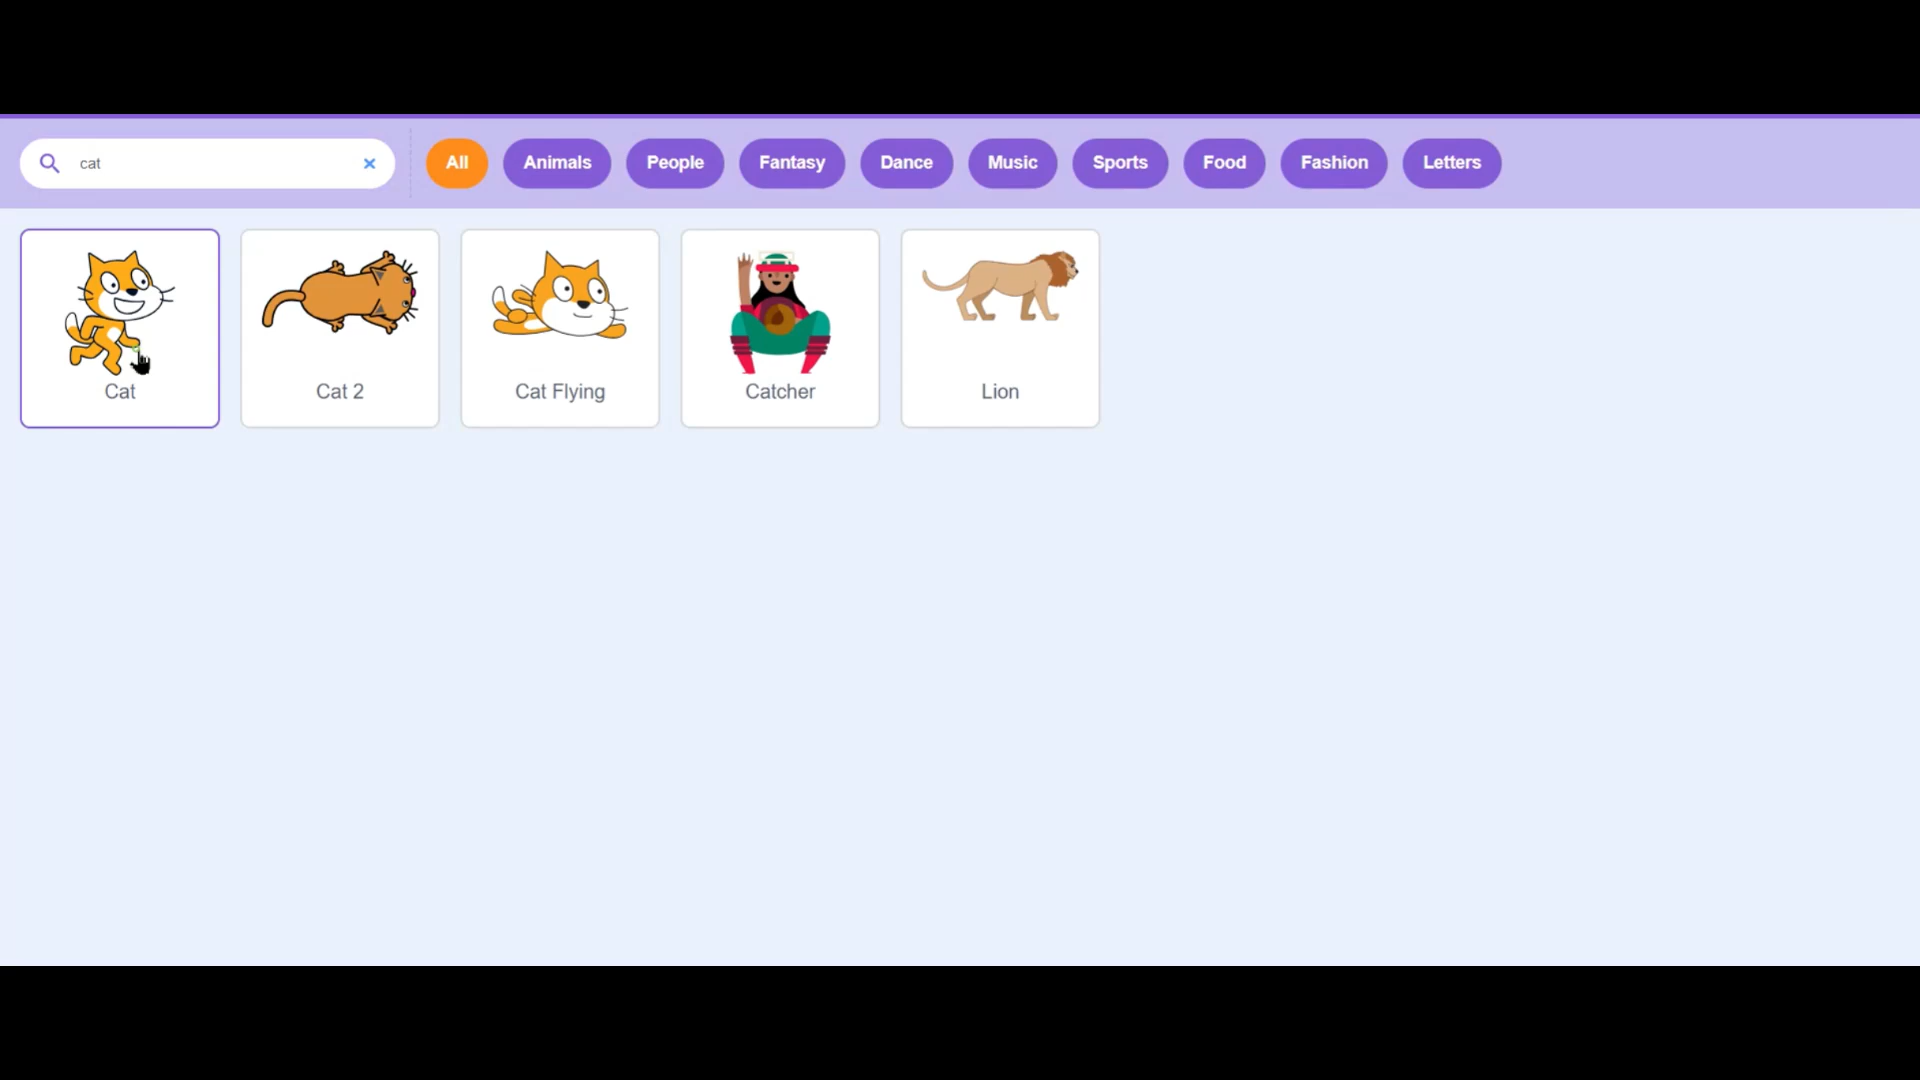 cat
All Animals People Fantasy Dance Music Sports Food Fashion Letters
Cat
Cat 2
Cat Flying
Catcher
Lion